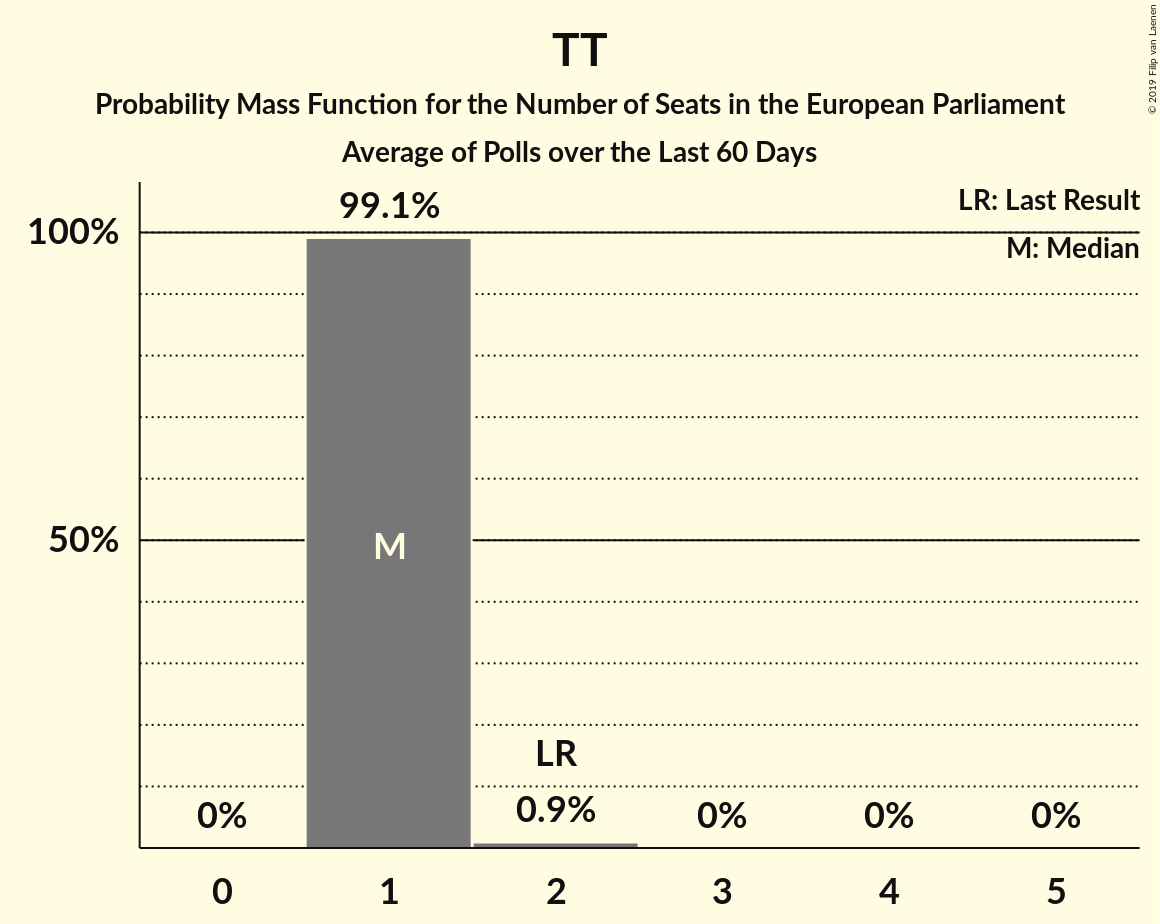 TT
Probability Mass Function for the Number of Seats in the European Parliament
Average of Polls over the Last 60 Days
© 2019 Filip van Laenen
LR: Last Result
M: Median
100%
50%
99.1%
M
LR
0%
0.9%
0%
0%
0%
0
1
2
3
4
5